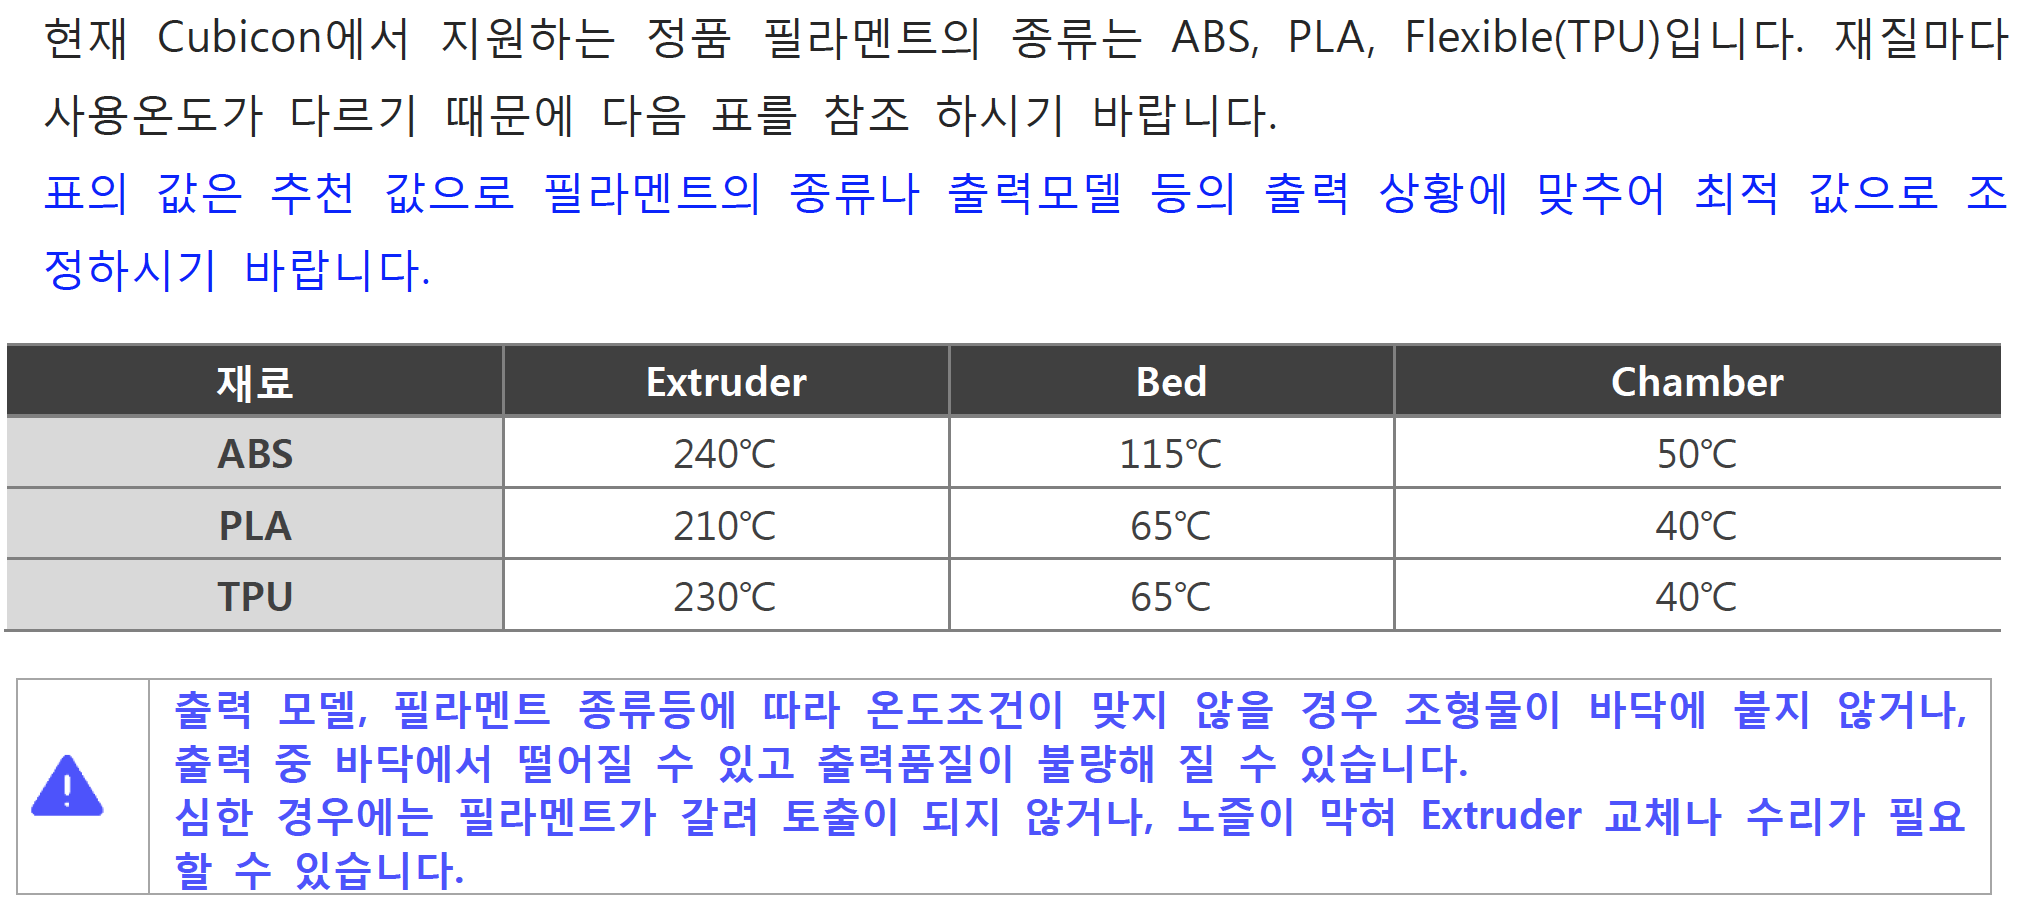 현재 Cubicon에서 지원하는 정품 필라멘트의 종류는 ABS, PLA, Flexible(TPU)입니다. 재질마다
사용온도가 다르기 때문에 다음 표를 참조 하시기 바랍니다.
표의 값은 추천 값으로 필라멘트의 종류나 출력모델 등의 출력 상황에 맞추어 최적 값으로 조
정하시기 바랍니다.
재료 Extruder Bed Chamber
ABS 240℃ 115℃ 50℃
PLA 210℃ 65℃ 40℃
TPU 230℃ 65℃ 40℃
출력 모델, 필라멘트 종류등에 따라 온도조건이 맞지 않을 경우 조형물이 바닥에 붙지 않거나,
출력 중 바닥에서 떨어질 수 있고 출력품질이 불량해 질 수 있습니다.
심한 경우에는 필라멘트가 갈려 토출이 되지 않거나, 노즐이 막혀 Extruder 교체나 수리가 필요
할 수 있습니다.